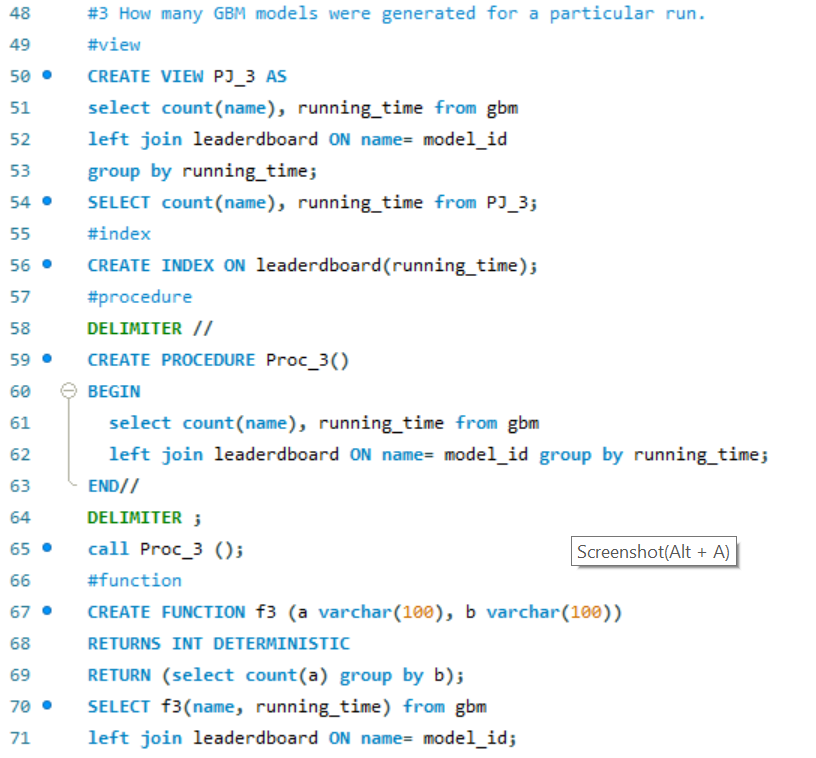 48 #3 How many GBM models were generated for a particular run.
49 #view
50 CREATE VIEW PJ_3 AS
51 select count(name), running_time from gbm
52 left join leaderdboard ON name= model_id
53 group by running_time;
54 SELECT count(name), running_time from PJ_3;
55 #index
56 CREATE INDEX ON leaderdboard(running_time);
57 #procedure
58 DELIMITER //
59 CREATE PROCEDURE Proc_3()
60 BEGIN
61 select count(name), running_time from gbm
62 left join leaderdboard ON name= model_id group by running_time;
63 END//
64 DELIMITER ;
65 call Proc_3 ();
Screenshot(Alt + A)
66 #function
67 CREATE FUNCTION f3 (a varchar(100), b varchar(100))
68 RETURNS INT DETERMINISTIC
69 RETURN (select count(a) group by b);
70 SELECT f3(name, running_time) from gbm
71 left join leaderdboard ON name= model_id;